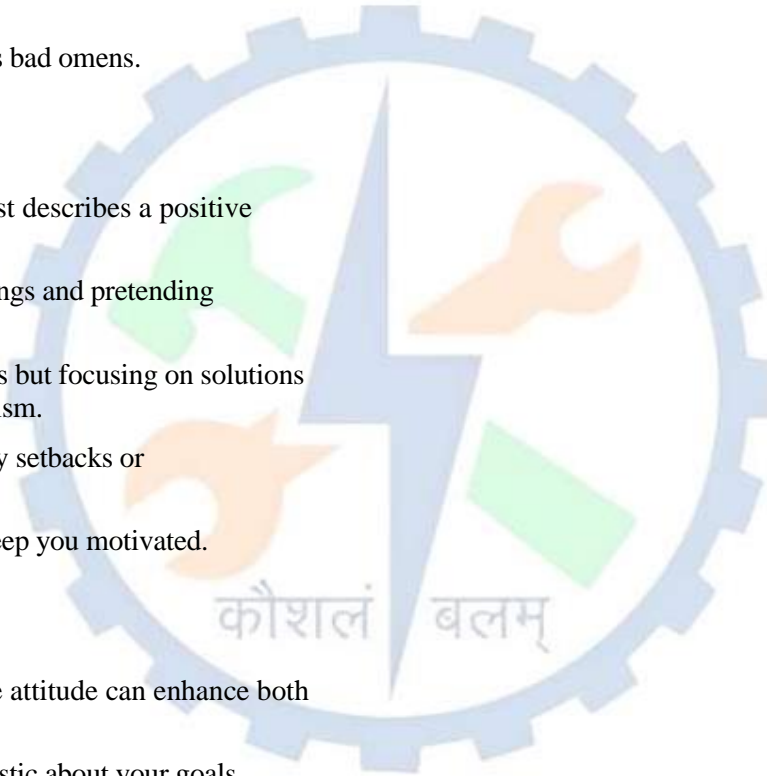 s bad omens.
st describes a positive
ngs and pretending
s but focusing on solutions
ism.
y setbacks or
eep you motivated.
कौशलं बलम्
e attitude can enhance both
stic about your goals